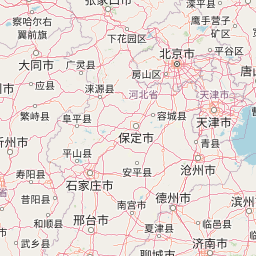 张家口市
滦平县
察哈尔右
翼前旗
鹰手营子
矿区
下花园区
北京市
平谷区
大同市
广灵县
房山区
唐山
河北省
涞源县
应县
天津市
繁峙县
阜平县
容城县
天津市
保定市
忻州市
平山县
青县
沧州市
安平县
寿阳县
石家庄市
昔阳县
德州市
滨州
南宫市
和顺县
邢台市
临邑县
夏津县
武乡县
聊城市
济南市